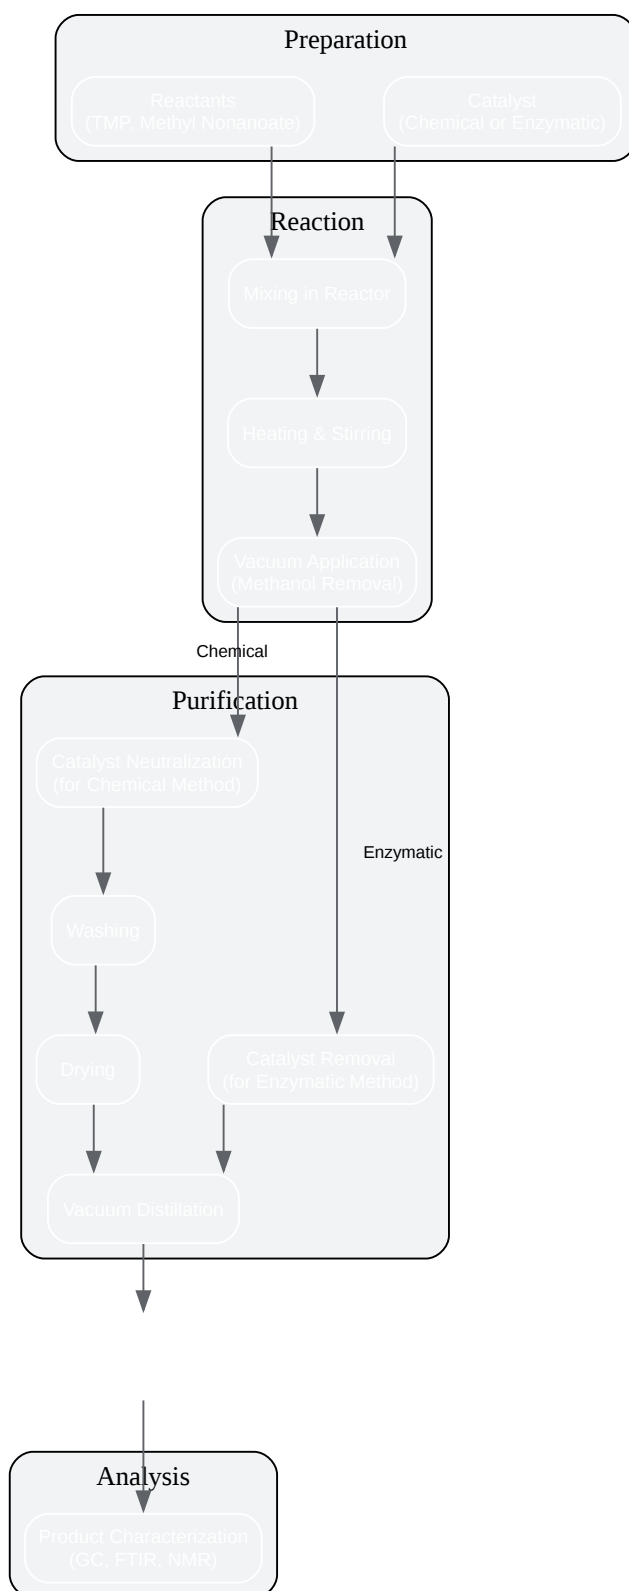 Preparation
Reactants
(TMP, Methyl Nonanoate)
Catalyst
(Chemical or Enzymatic)
Reaction
Mixing in Reactor
Heating & Stirring
Vacuum Application
(Methanol Removal)
Chemical
Purification
Catalyst Neutralization
(for Chemical Method)
Enzymatic
Washing
Drying
Catalyst Removal
(for Enzymatic Method)
Vacuum Distillation
Analysis
Product Characterization
(GC, FTIR, NMR)